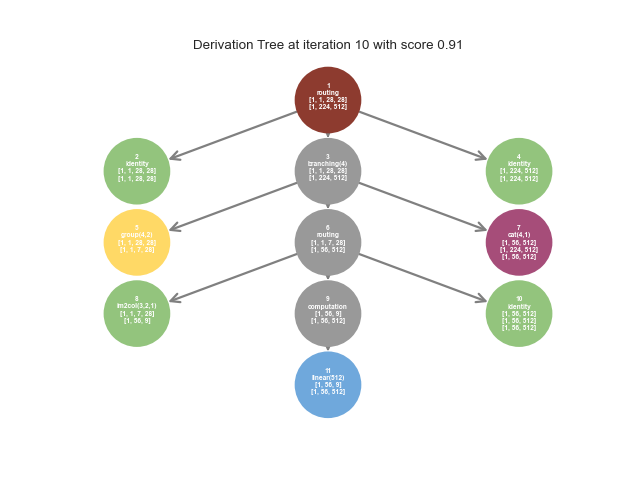 Derivation Tree at iteration 10 with score 0.91
1
routing
[1, 1, 28, 28]
[1, 224, 512]
2
identity
[1, 1, 28, 28]
[1, 1, 28, 28]
3
branching(4)
[1, 1, 28, 28]
[1, 224, 512]
4
identity
[1, 224, 512]
[1, 224, 512]
5
group(4,2)
[1, 1, 28, 28]
[1, 1, 7, 28]
6
routing
[1, 1, 7, 28]
[1, 56, 512]
7
cat(4,1)
[1, 56, 512]
[1, 224, 512]
[1, 56, 512]
8
im2col(3,2,1)
[1, 1, 7, 28]
[1, 56, 9]
9
computation
[1, 56, 9]
[1, 56, 512]
10
identity
[1, 56, 512]
[1, 56, 512]
[1, 56, 512]
11
linear(512)
[1, 56, 9]
[1, 56, 512]